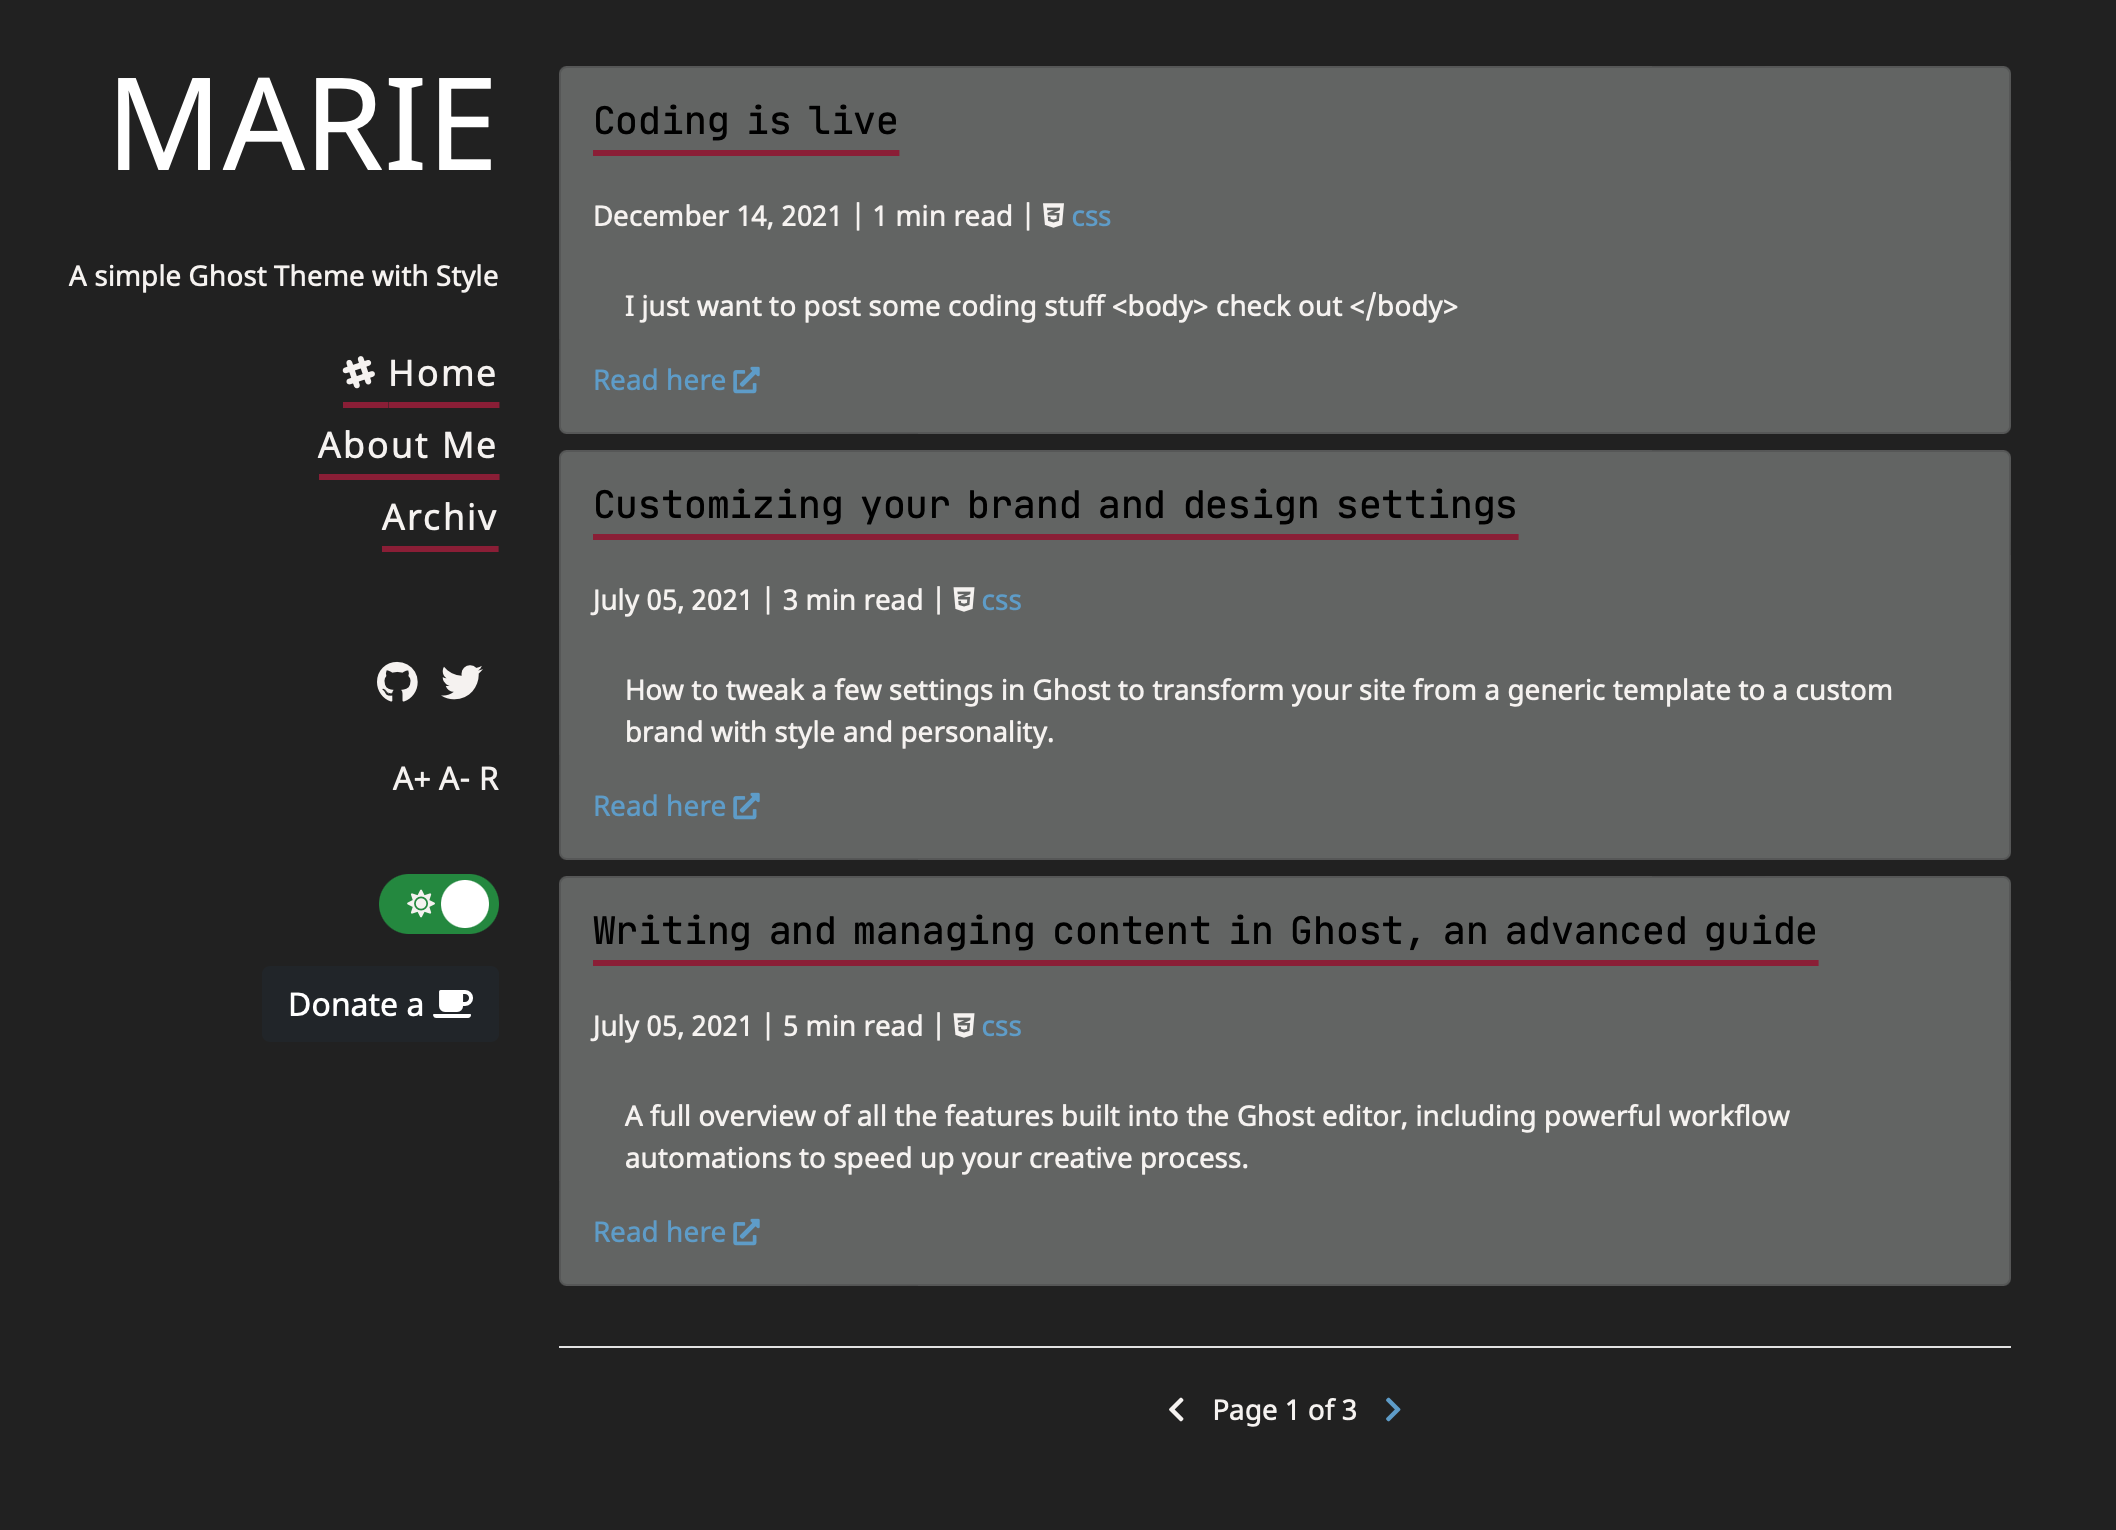 MARIE
A simple Ghost Theme with Style
Home
About Me
Archiv
A+ A- R
Donate a
Coding is live
December 14, 2021 | 1 min read | css
I just want to post some coding stuff <body> check out </body>
Read here
Customizing your brand and design settings
July 05, 2021 | 3 min read | css
How to tweak a few settings in Ghost to transform your site from a generic template to a custom
brand with style and personality.
Read here
Writing and managing content in Ghost, an advanced guide
July 05, 2021 | 5 min read | css
A full overview of all the features built into the Ghost editor, including powerful workflow
automations to speed up your creative process.
Read here
Page 1 of 3